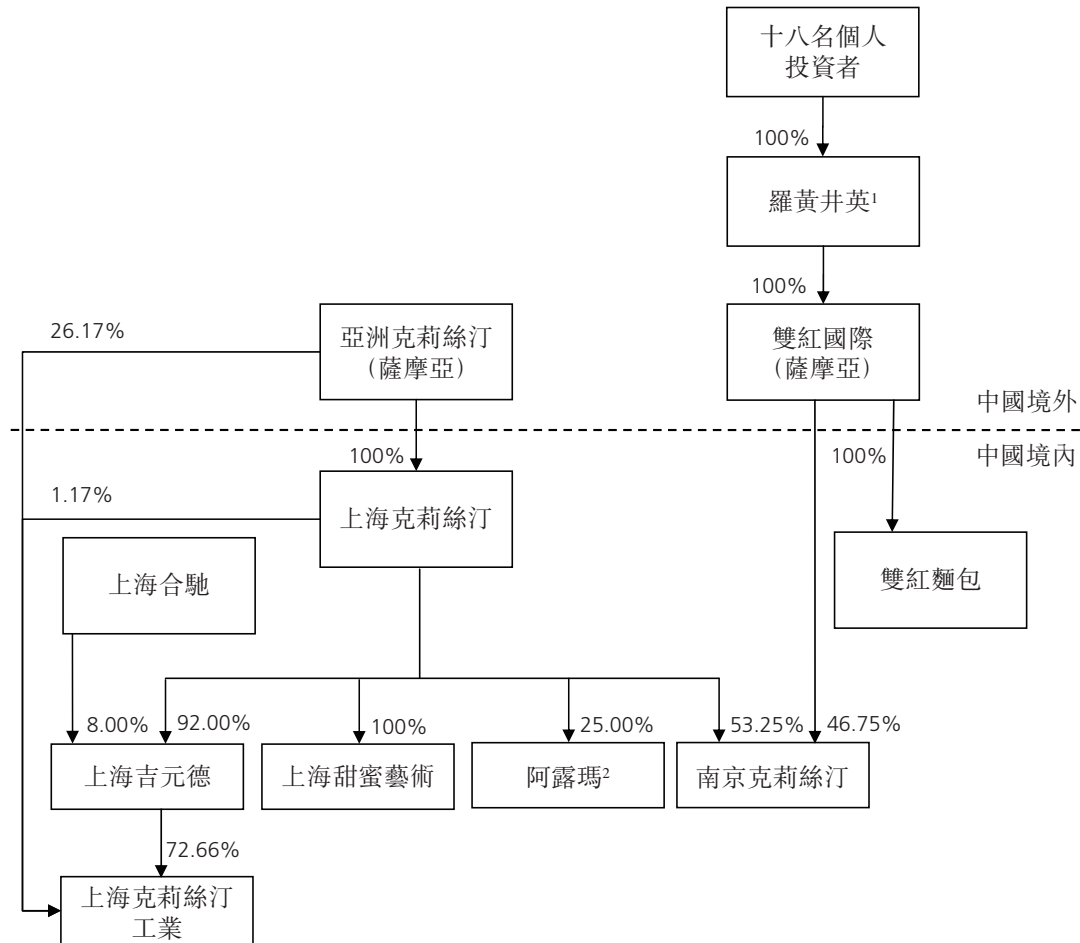 十八名個人
投資者
100%
羅黃井英¹
100%
26.17%
亞洲克莉絲汀
（薩摩亞）
雙紅國際
（薩摩亞）
中國境外
中國境內
100%
100%
1.17%
上海克莉絲汀
上海合馳
雙紅麵包
8.00%
92.00%
100%
25.00%
53.25%
46.75%
上海吉元德
上海甜蜜藝術
阿露瑪²
南京克莉絲汀
72.66%
上海克莉絲汀
工業